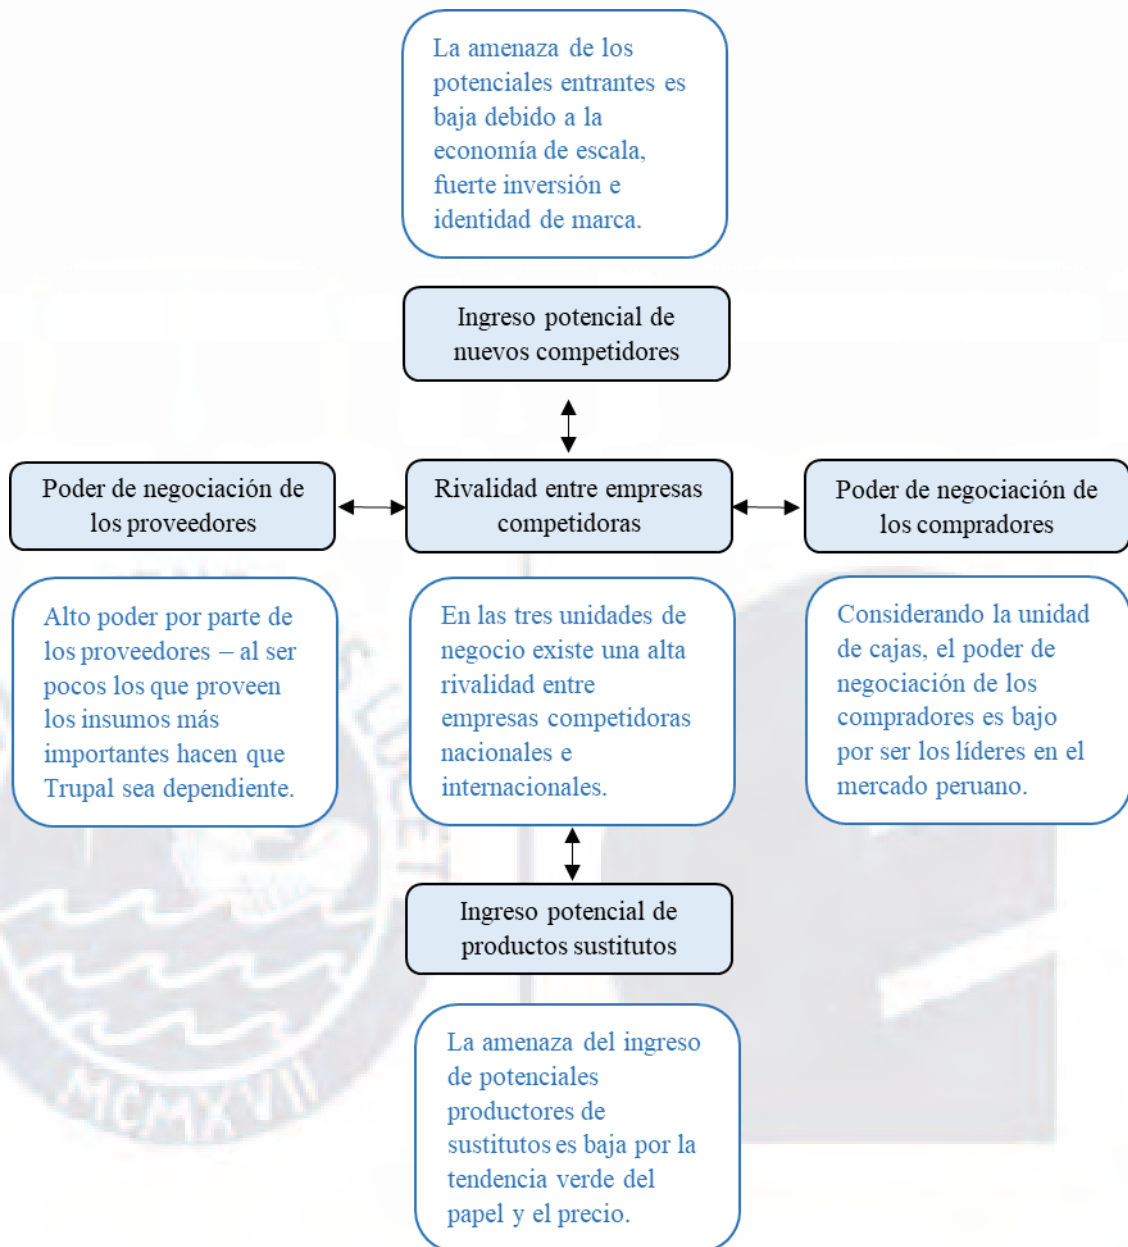 La amenaza de los
potenciales entrantes es
baja debido a la
economía de escala,
fuerte inversión e
identidad de marca.
Ingreso potencial de
nuevos competidores
Poder de negociación de
los proveedores
Rivalidad entre empresas
competidoras
Poder de negociación de
los compradores
Alto poder por parte de
los proveedores – al ser
pocos los que proveen
los insumos más
importantes hacen que
Trupal sea dependiente.
En las tres unidades de
negocio existe una alta
rivalidad entre
empresas competidoras
nacionales e
internacionales.
Considerando la unidad
de cajas, el poder de
negociación de los
compradores es bajo
por ser los líderes en el
mercado peruano.
Ingreso potencial de
productos sustitutos
La amenaza del ingreso
de potenciales
productores de
sustitutos es baja por la
tendencia verde del
papel y el precio.
MCMXVII